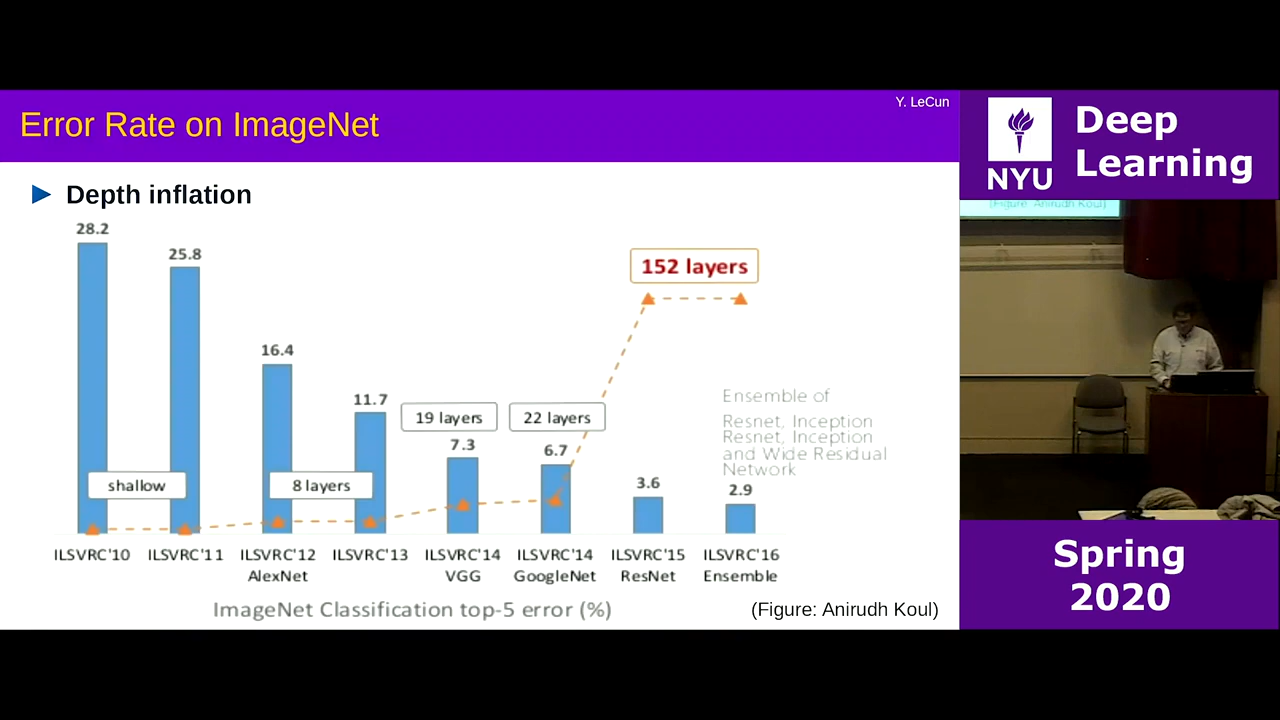 Y. LeCun
Error Rate on ImageNet
Depth inflation
28.2
25.8
16.4
11.7
7.3
6.7
3.6
2.9
152 layers
19 layers
22 layers
shallow
8 layers
Ensemble of
Resnet, Inception
Resnet, Inception
and Wide Residual
Network
ILSVRC'10
ILSVRC'11
ILSVRC'12
AlexNet
ILSVRC'13
ILSVRC'14
VGG
ILSVRC'14
GoogleNet
ILSVRC'15
ResNet
ILSVRC'16
Ensemble
ImageNet Classification top-5 error (%)
(Figure: Anirudh Koul)
NYU
Deep
Learning
(Figure: Anirudh Koul)
Spring
2020